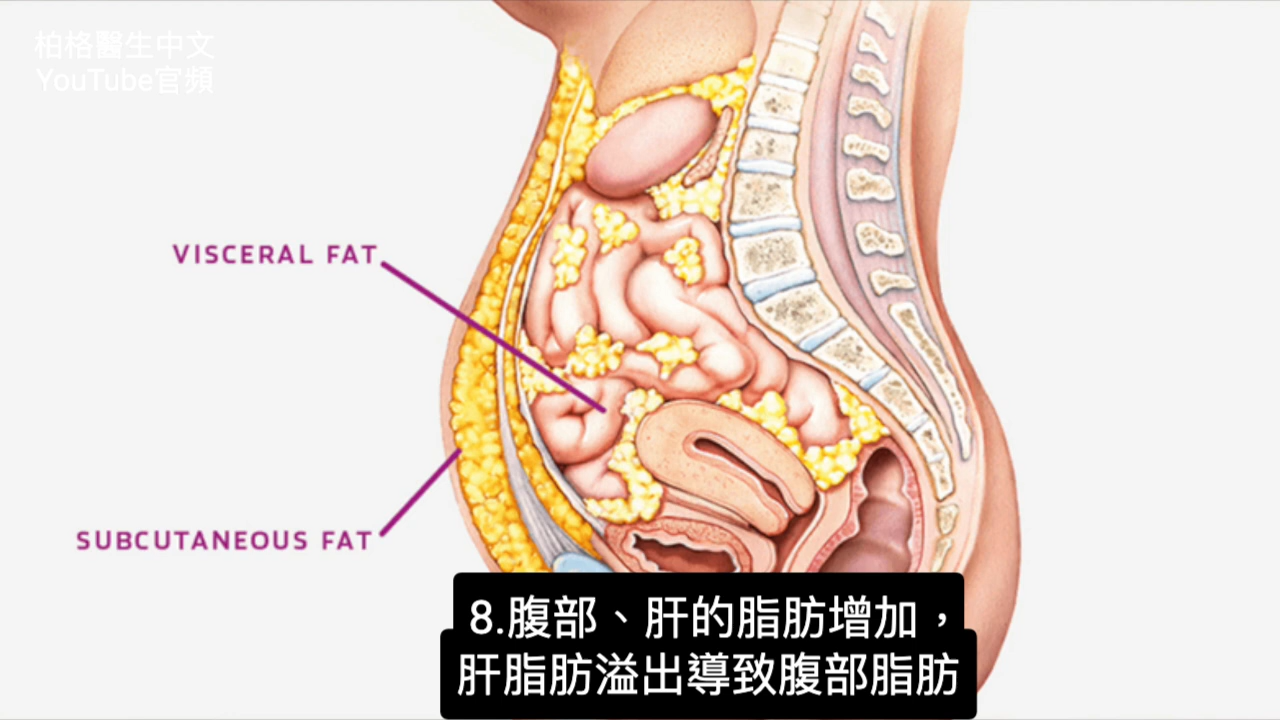 柏格醫生中文
YouTube官頻
VISCERAL FAT
SUBCUTANEOUS FAT
8.腹部、肝的脂肪增加，
肝脂肪溢出導致腹部脂肪